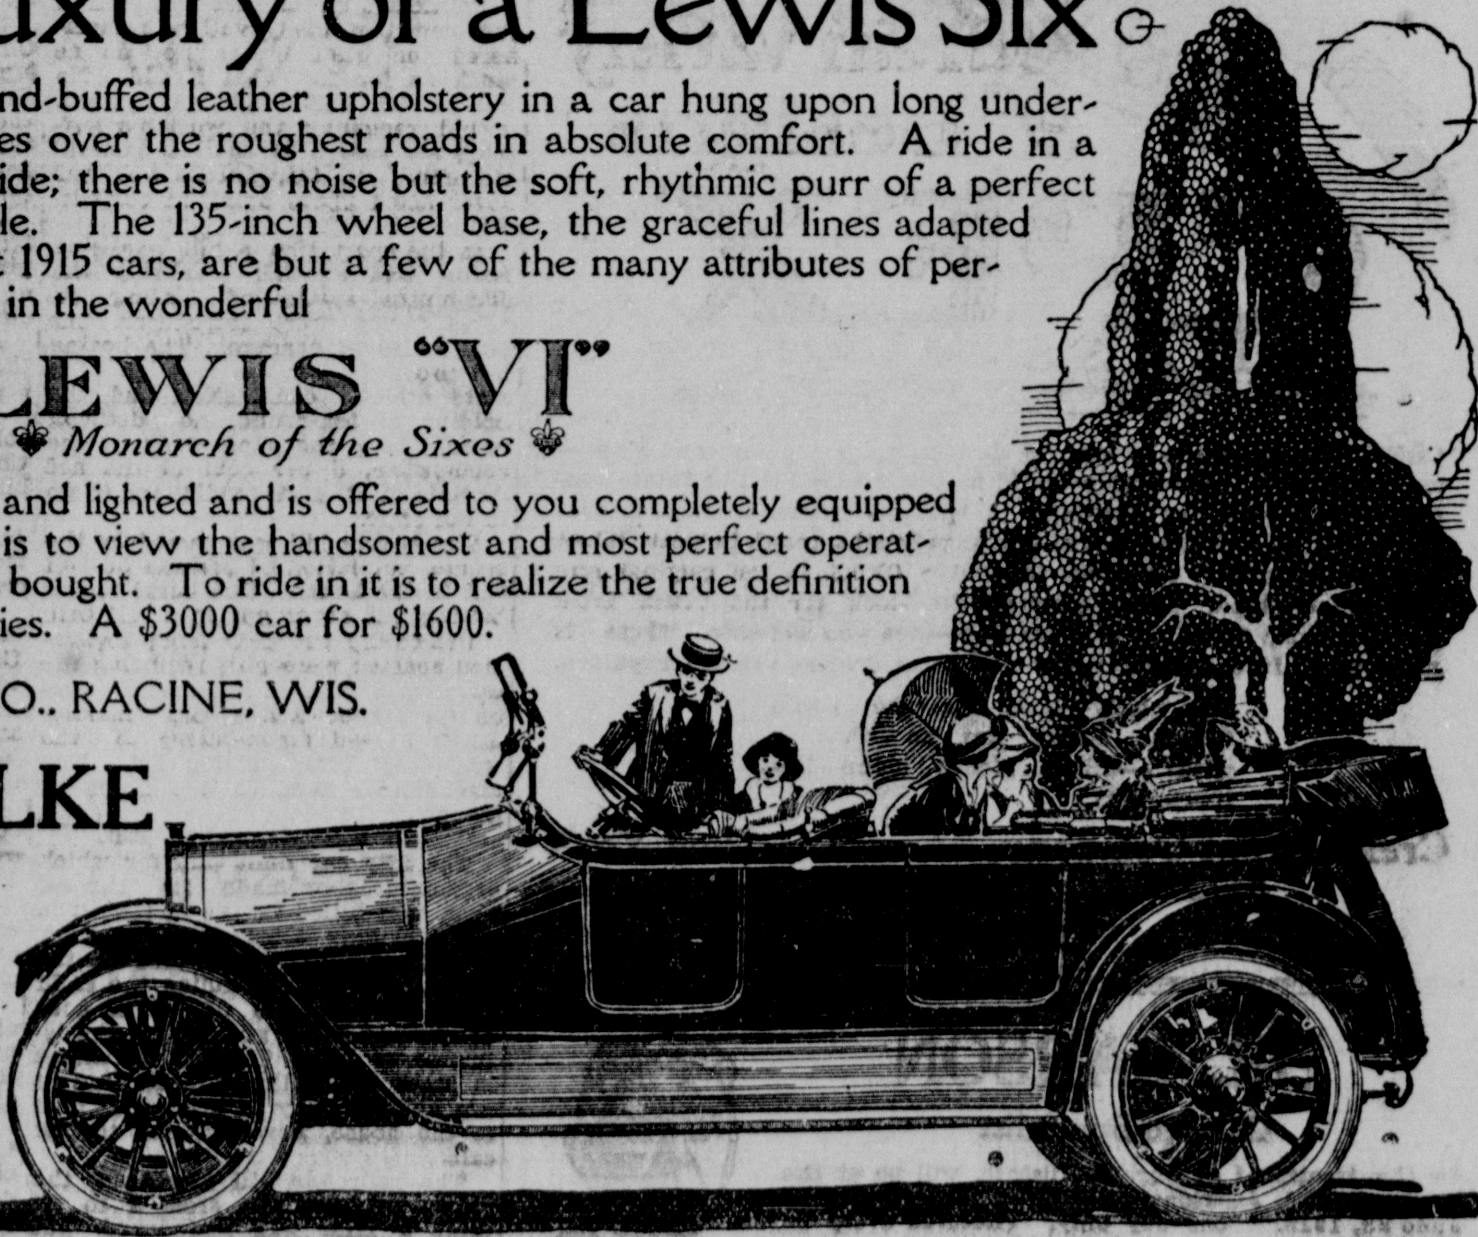 uxury of a Lewis Six
nd-buffed leather upholstery in a car hung upon long under-
es over the roughest roads in absolute comfort. A ride in a
ide; there is no noise but the soft, rhythmic purr of a perfect
le. The 135-inch wheel base, the graceful lines adapted
1915 cars, are but a few of the many attributes of per-
in the wonderful
LEWIS "VI"
Monarch of the Sixes
and lighted and is offered to you completely equipped
is to view the handsomest and most perfect operat-
bought. To ride in it is to realize the true definition
ies. A $3000 car for $1600.
O., RACINE, WIS.
LKE